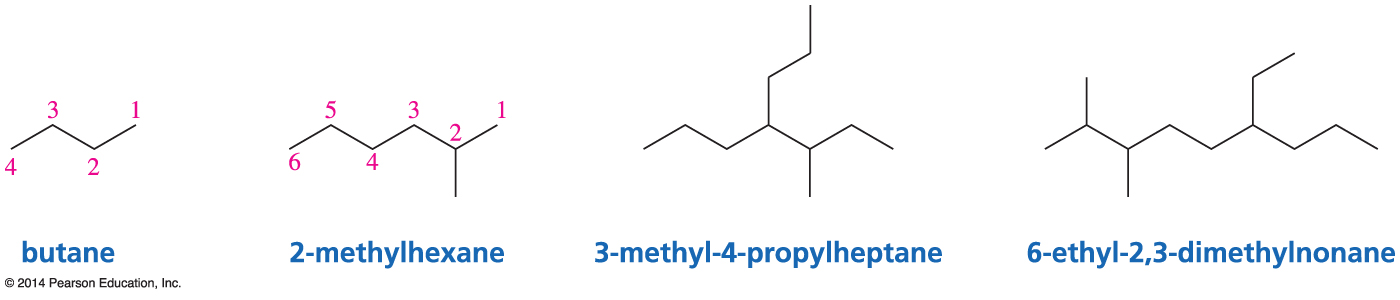 3 1
4 2
5 3 1
2
6 4
butane 2-methylhexane 3-methyl-4-propylheptane 6-ethyl-2,3-dimethylnonane
© 2014 Pearson Education, Inc.